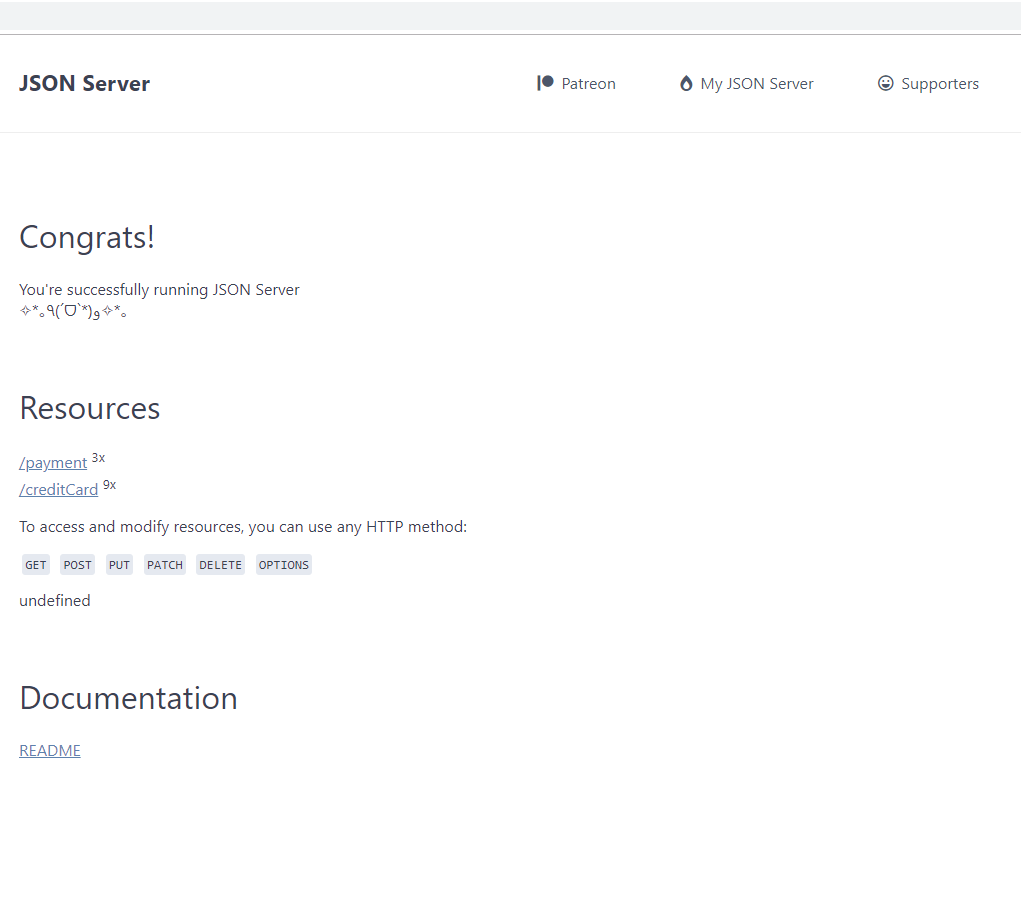 JSON Server
Patreon
My JSON Server
Supporters
Congrats!
You're successfully running JSON Server
✧*｡٩(ˊᗜˋ*)و✧*｡
Resources
/payment 3x
/creditCard 9x
To access and modify resources, you can use any HTTP method:
GET POST PUT PATCH DELETE OPTIONS
undefined
Documentation
README